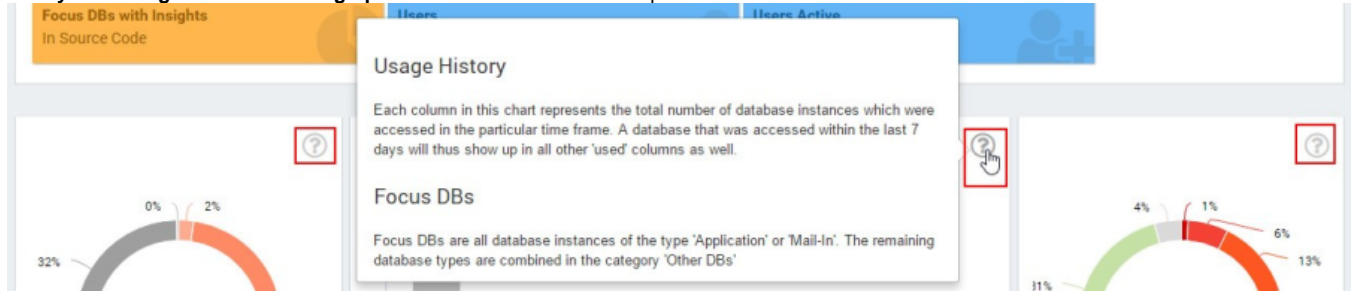 Focus DBs with Insights
In Source Code
Users
Users Active
Usage History
Each column in this chart represents the total number of database instances which were
accessed in the particular time frame. A database that was accessed within the last 7
days will thus show up in all other 'used' columns as well.
Focus DBs
Focus DBs are all database instances of the type 'Application' or 'Mail-In'. The remaining
database types are combined in the category 'Other DBs'
?
?
?
0%
2%
32%
4%
1%
6%
13%
31%